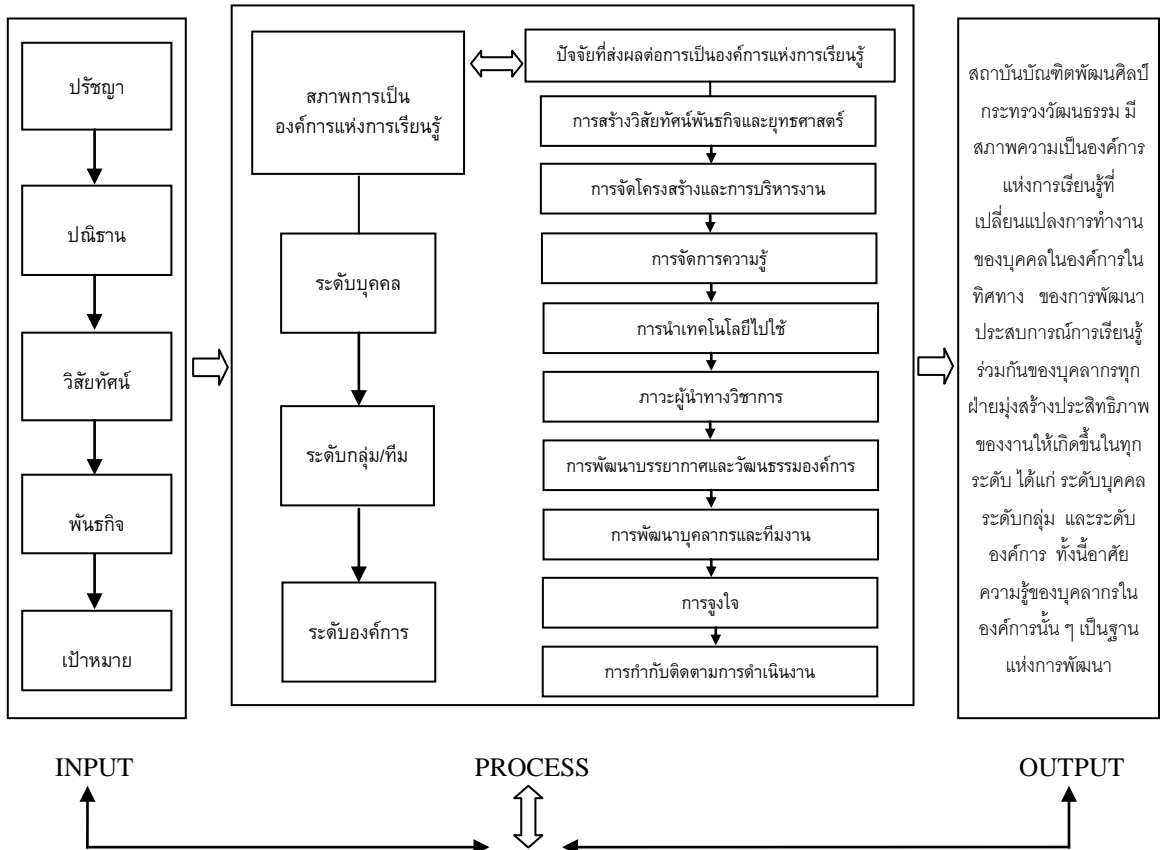 ปรัชญา
ปณิธาน
วิสัยทัศน์
พันธกิจ
เป้าหมาย
สภาพการเป็น
องค์การแห่งการเรียนรู้
ระดับบุคคล
ระดับกลุ่ม/ทีม
ระดับองค์การ
ปัจจัยที่ส่งผลต่อการเป็นองค์การแห่งการเรียนรู้
การสร้างวิสัยทัศน์พันธกิจและยุทธศาสตร์
การจัดโครงสร้างและการบริหารงาน
การจัดการความรู้
การนำเทคโนโลยีไปใช้
ภาวะผู้นำทางวิชาการ
การพัฒนาบรรยากาศและวัฒนธรรมองค์การ
การพัฒนาบุคลากรและทีมงาน
การจูงใจ
การกำกับติดตามการดำเนินงาน
สถาบันบัณฑิตพัฒนศิลป์
กระทรวงวัฒนธรรม มี
สภาพความเป็นองค์การ
แห่งการเรียนรู้ที่
เปลี่ยนแปลงการทำงาน
ของบุคคลในองค์การใน
ทิศทาง ของการพัฒนา
ประสบการณ์การเรียนรู้
ร่วมกันของบุคลากรทุก
ฝ่ายมุ่งสร้างประสิทธิภาพ
ของงานให้เกิดขึ้นในทุก
ระดับ ได้แก่ ระดับบุคคล
ระดับกลุ่ม และระดับ
องค์การ ทั้งนี้อาศัย
ความรู้ของบุคลากรใน
องค์การนั้น ๆ เป็นฐาน
แห่งการพัฒนา
INPUT
PROCESS
OUTPUT